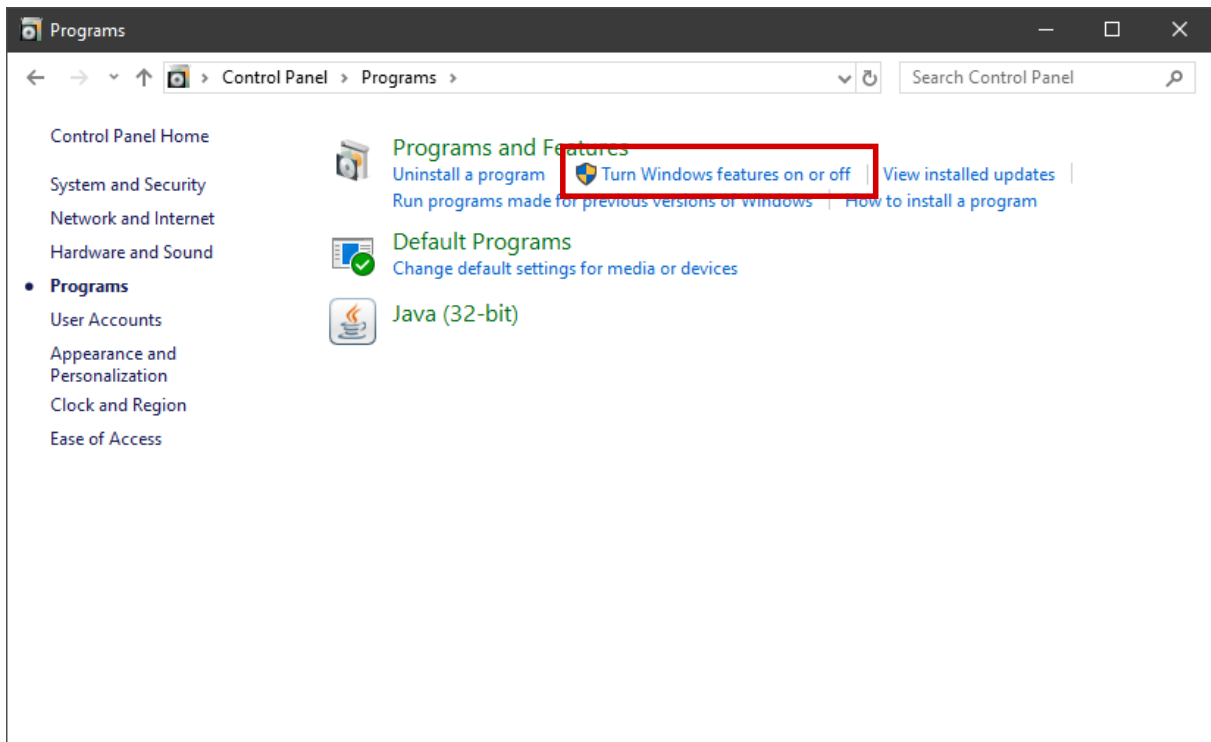 Programs
Control Panel > Programs >
Search Control Panel
Control Panel Home
System and Security
Network and Internet
Hardware and Sound
Programs
User Accounts
Appearance and
Personalization
Clock and Region
Ease of Access
Programs and Features
Uninstall a program | Turn Windows features on or off | View installed updates |
Run programs made for previous versions of Windows | How to install a program
Default Programs
Change default settings for media or devices
Java (32-bit)